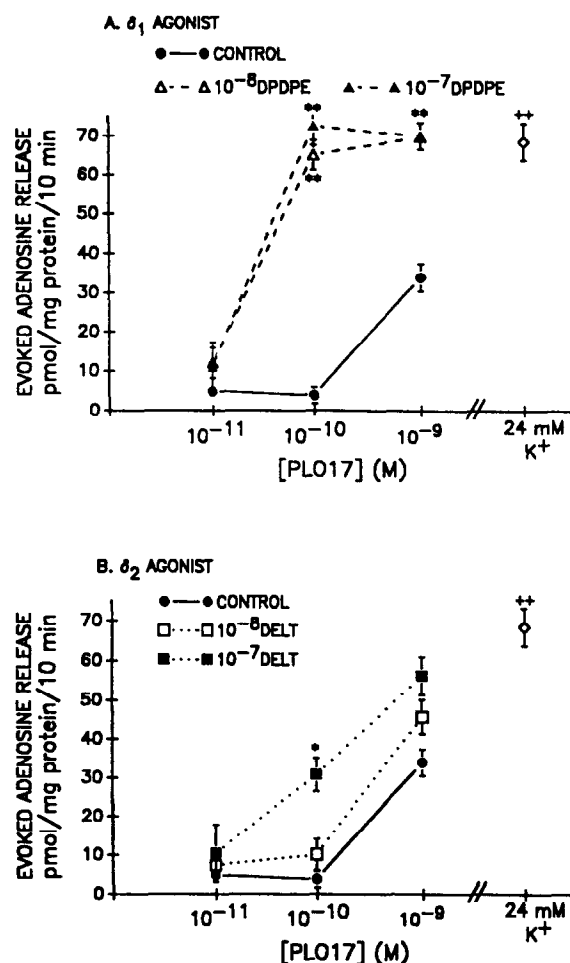 A. δ₁ AGONIST
CONTROL
10⁻⁸DPDPE 10⁻⁷DPDPE
EVOKED ADENOSINE RELEASE
pmol/mg protein/10 min
70
60
50
40
30
20
10
0
** ** ** ++
10⁻¹¹ 10⁻¹⁰ 10⁻⁹ 24 mM K⁺
[PLO17] (M)
B. δ₂ AGONIST
CONTROL
10⁻⁸DELT
10⁻⁷DELT
EVOKED ADENOSINE RELEASE
pmol/mg protein/10 min
70
60
50
40
30
20
10
0
* ++
10⁻¹¹ 10⁻¹⁰ 10⁻⁹ 24 mM K⁺
[PLO17] (M)